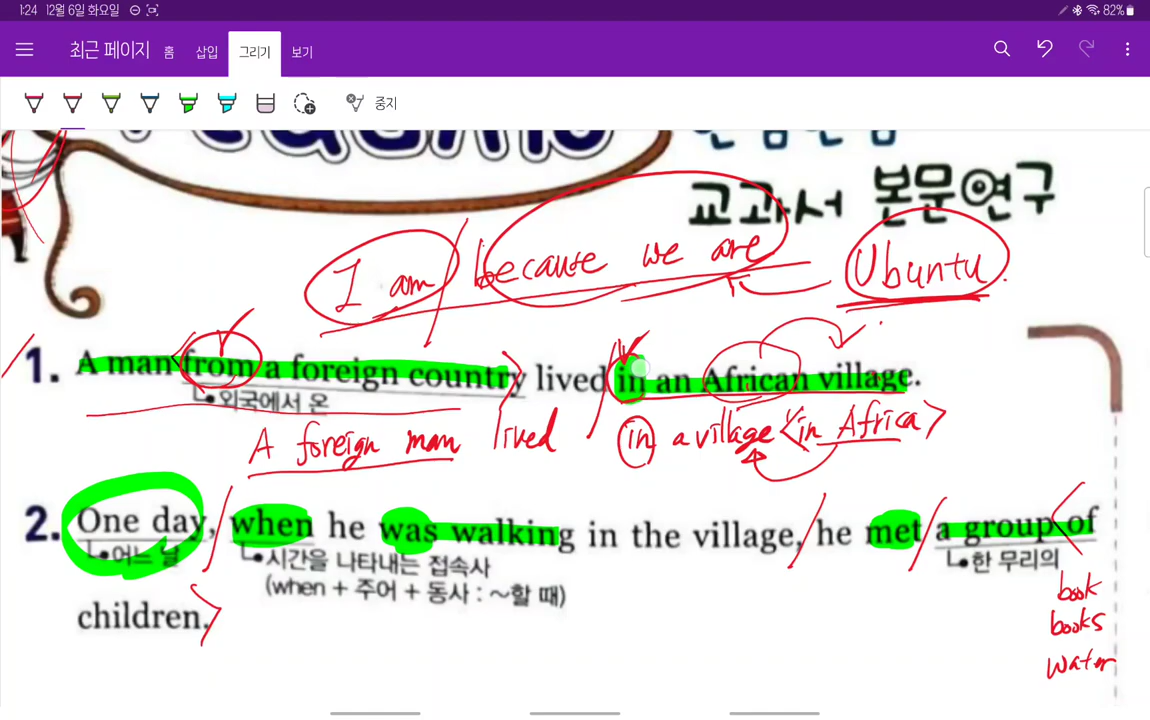 1:24 12월 6일 화요일 82%
최근 페이지 홈 삽입 그리기 보기
중지
교과서 본문연구
I am / because we are Ubuntu
1. A man from a foreign country lived in an African village.
외국에서 온
A foreign man lived / in a village <in Africa>
2. One day, when he was walking in the village, he met a group of
어느 날 시간을 나타내는 접속사 한 무리의
(when + 주어 + 동사 : ~할 때)
book
children.
books
water